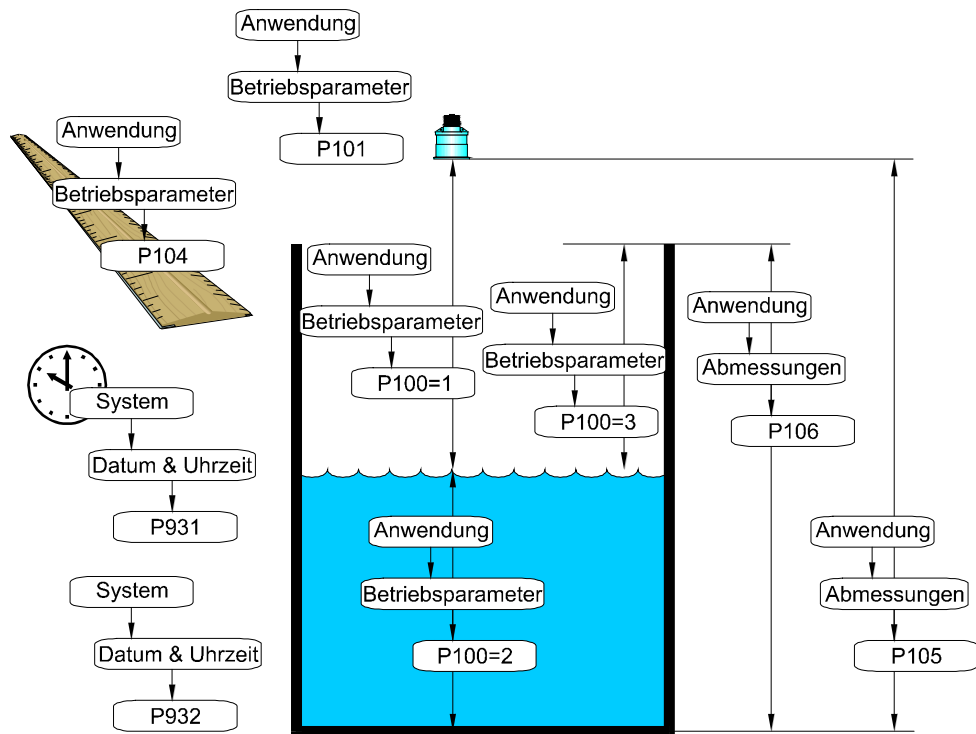 Anwendung
Betriebsparameter
P101
Anwendung
Betriebsparameter
P104
Anwendung
Betriebsparameter
P100=1
Anwendung
Betriebsparameter
P100=3
Anwendung
Abmessungen
P106
System
Datum & Uhrzeit
P931
Anwendung
Betriebsparameter
P100=2
Anwendung
Abmessungen
P105
System
Datum & Uhrzeit
P932